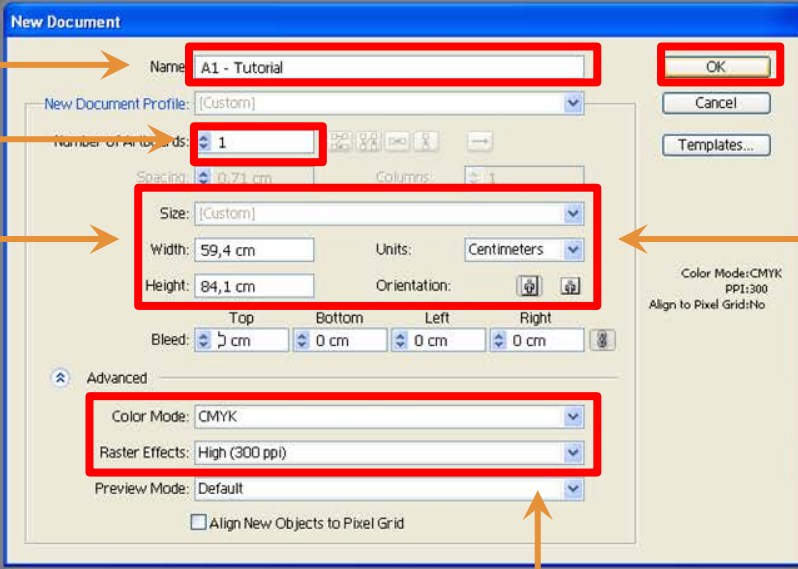 New Document
Name: A1 - Tutorial OK
New Document Profile: [Custom] Cancel
Number of Artboards: 1 Templates...
Spacing: 0,71 cm Columns: 1
Size: [Custom]
Width: 59,4 cm Units: Centimeters
Height: 84,1 cm Orientation:
Color Mode:CMYK
PPI:300
Align to Pixel Grid:No
Top Bottom Left Right
Bleed: cm 0 cm 0 cm 0 cm
Advanced
Color Mode: CMYK
Raster Effects: High (300 ppi)
Preview Mode: Default
Align New Objects to Pixel Grid